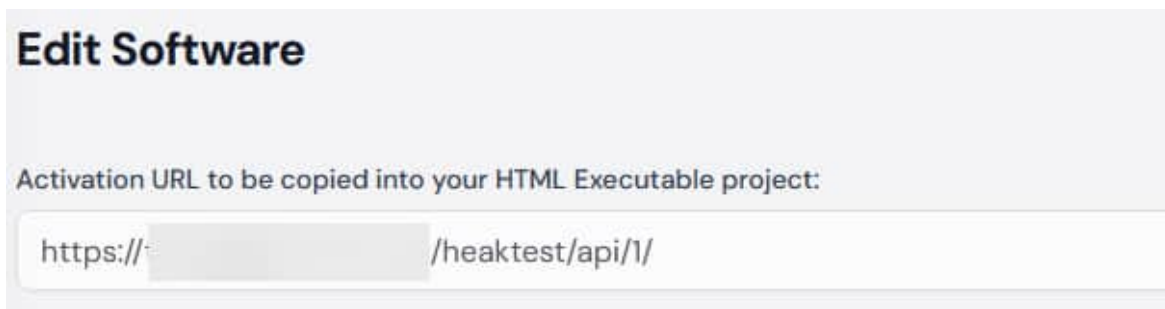 Edit Software
Activation URL to be copied into your HTML Executable project:
https:// /heaktest/api/1/